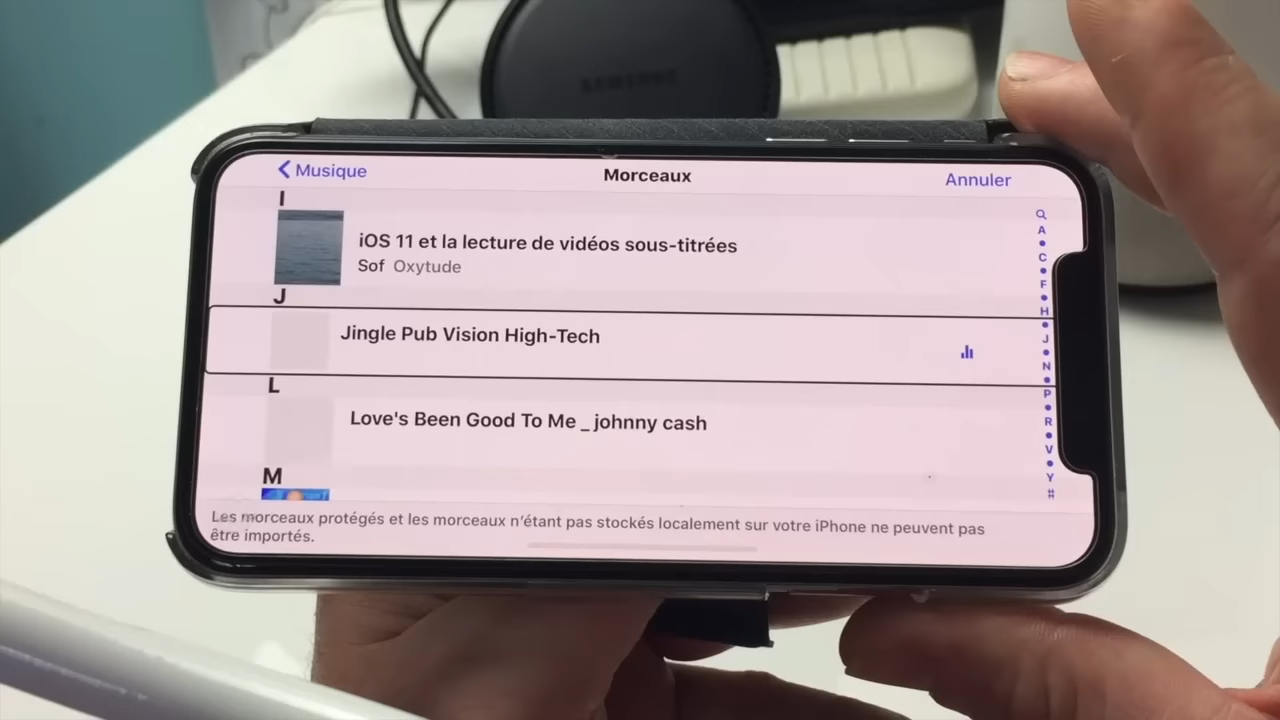 SAMSUNG
Musique
Morceaux
Annuler
I
iOS 11 et la lecture de vidéos sous-titrées
Sof Oxytude
J
Jingle Pub Vision High-Tech
L
Love's Been Good To Me _ johnny cash
M
Les morceaux protégés et les morceaux n'étant pas stockés localement sur votre iPhone ne peuvent pas
être importés.
A
C
F
H
J
N
P
R
V
Y
#